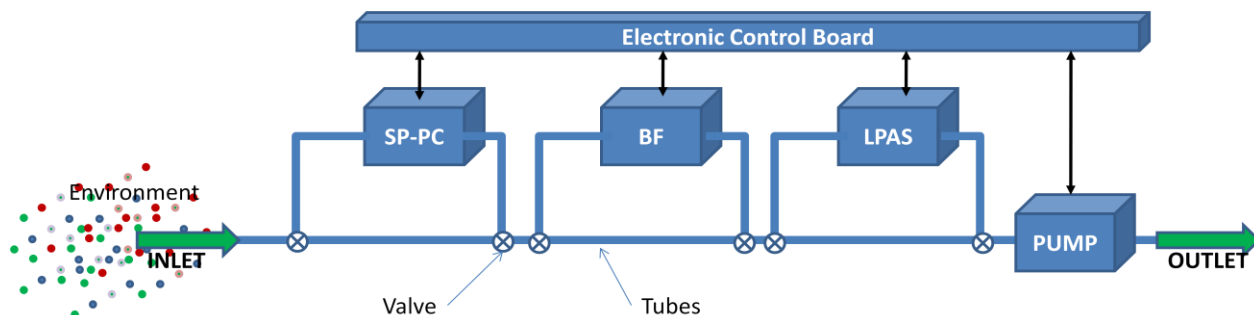 Electronic Control Board
SP-PC
BF
LPAS
Environment
INLET
PUMP
OUTLET
Valve
Tubes